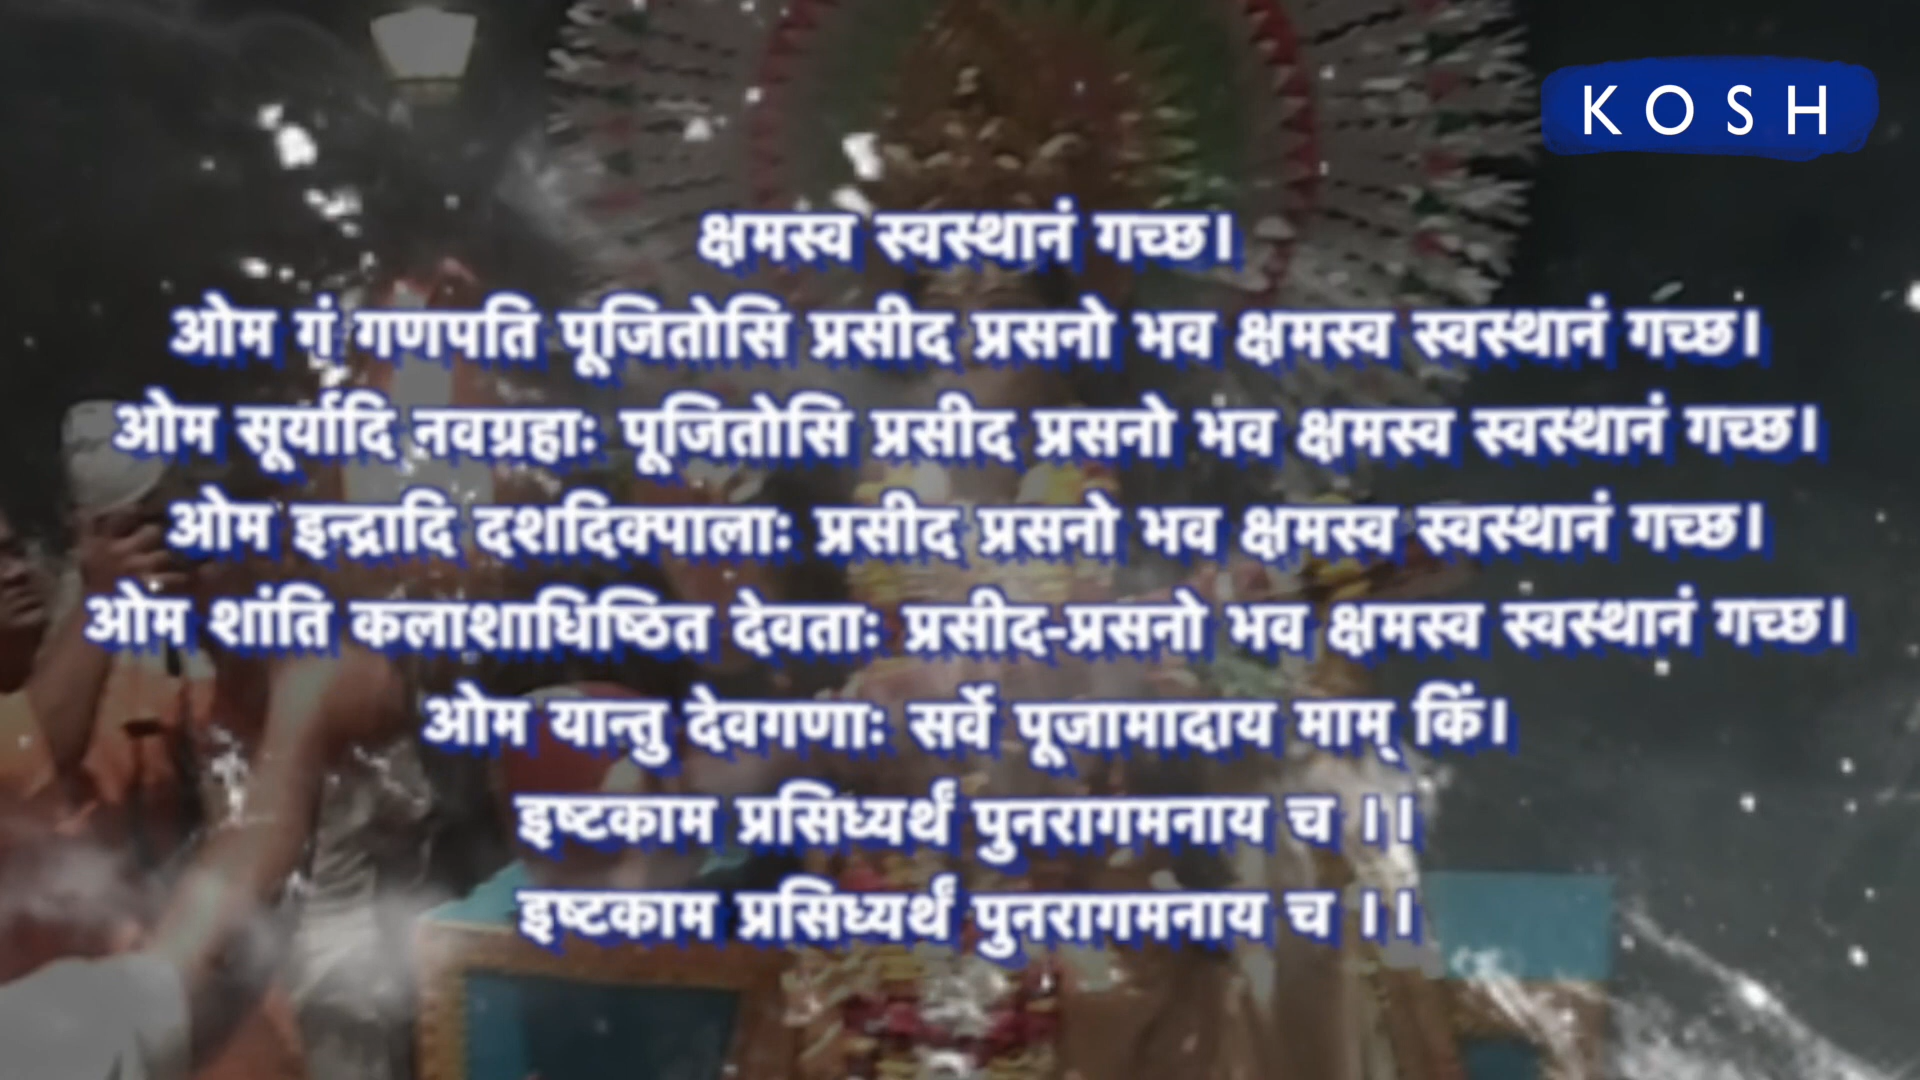 KOSH
क्षमस्व स्वस्थानं गच्छ।
ओम गं गणपति पूजितोसि प्रसीद प्रसनो भव क्षमस्व स्वस्थानं गच्छ।
ओम सूर्यादि नवग्रहाः पूजितोसि प्रसीद प्रसनो भव क्षमस्व स्वस्थानं गच्छ।
ओम इन्द्रादि दशदिक्पालाः प्रसीद प्रसनो भव क्षमस्व स्वस्थानं गच्छ।
ओम शांति कलाशाधिष्ठित देवताः प्रसीद-प्रसनो भव क्षमस्व स्वस्थानं गच्छ।
ओम यान्तु देवगणाः सर्वे पूजामादाय माम् किं।
इष्टकाम प्रसिध्यर्थं पुनरागमनाय च ।।
इष्टकाम प्रसिध्यर्थं पुनरागमनाय च ।।